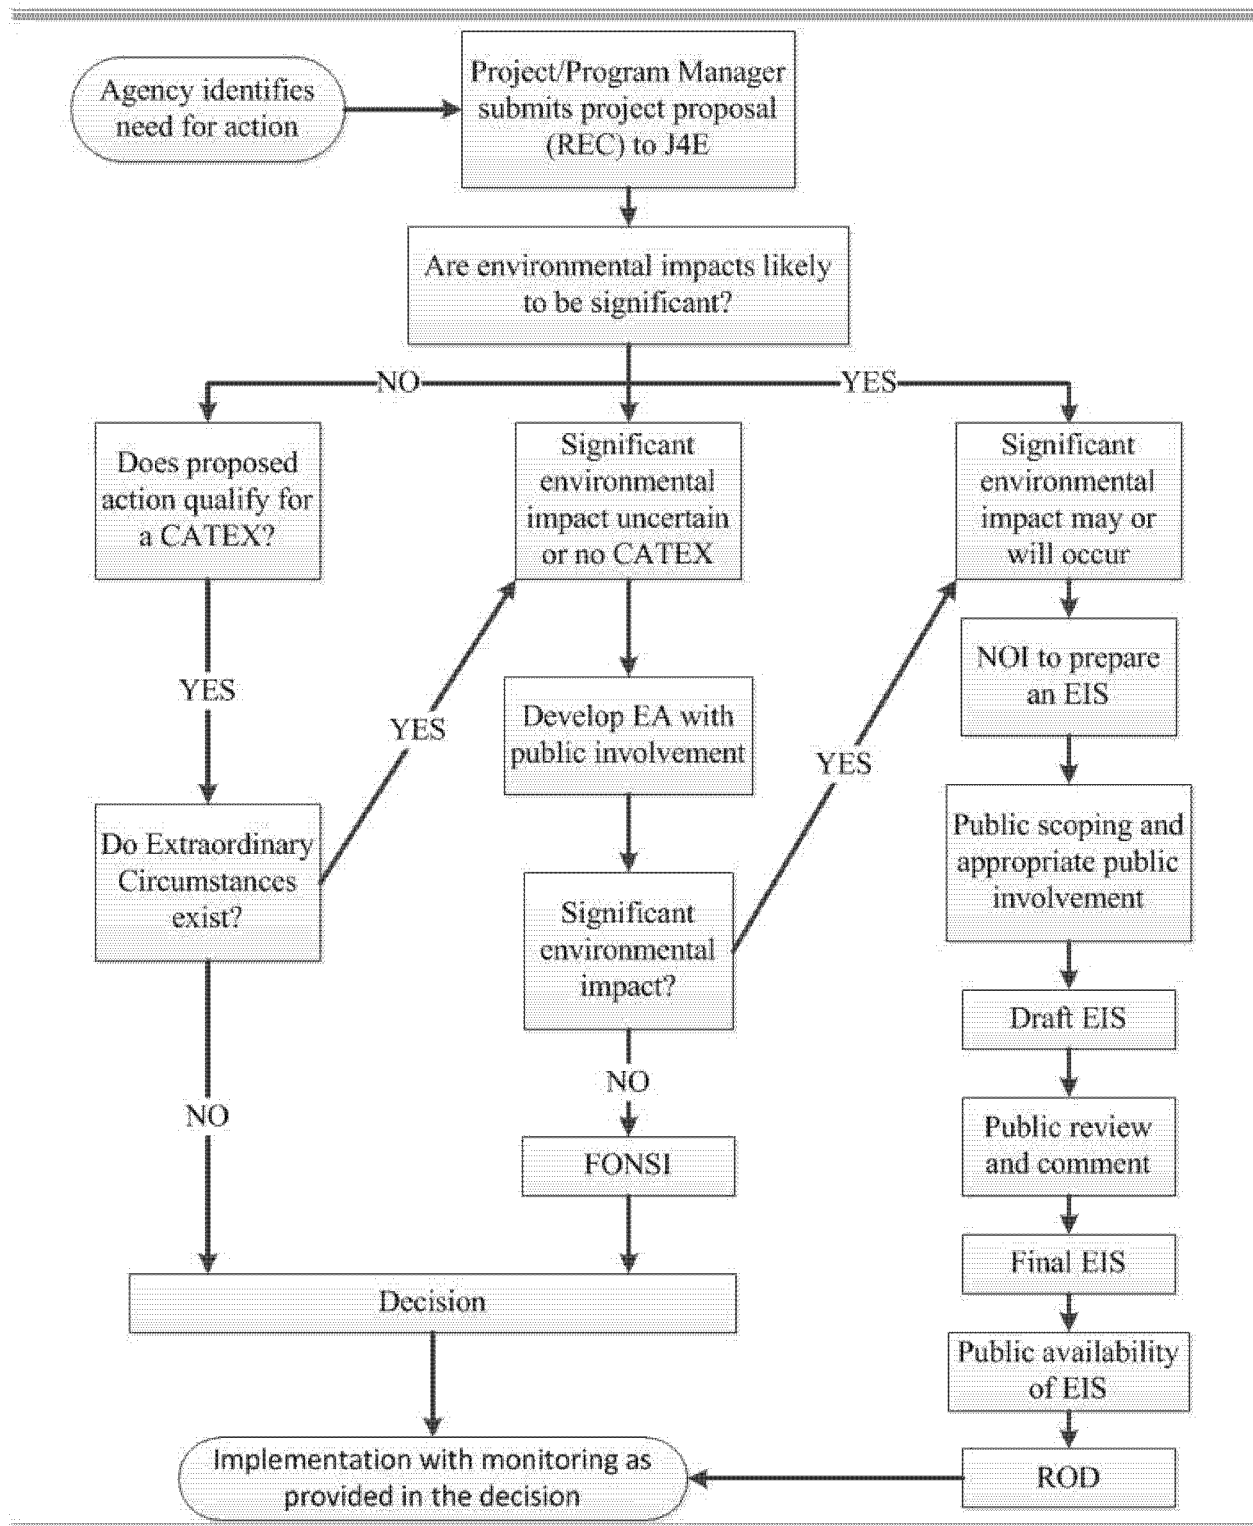 Agency identifies
need for action
Project/Program Manager
submits project proposal
(REC) to J4E
Are environmental impacts likely
to be significant?
NO
YES
Does proposed
action qualify for
a CATEX?
Significant
environmental
impact uncertain
or no CATEX
Significant
environmental
impact may or
will occur
YES
YES
Develop EA with
public involvement
YES
NOI to prepare
an EIS
Do Extraordinary
Circumstances
exist?
Significant
environmental
impact?
Public scoping and
appropriate public
involvement
Draft EIS
NO
NO
FONSI
Public review
and comment
Final EIS
Decision
Public availability
of EIS
ROD
Implementation with monitoring as
provided in the decision